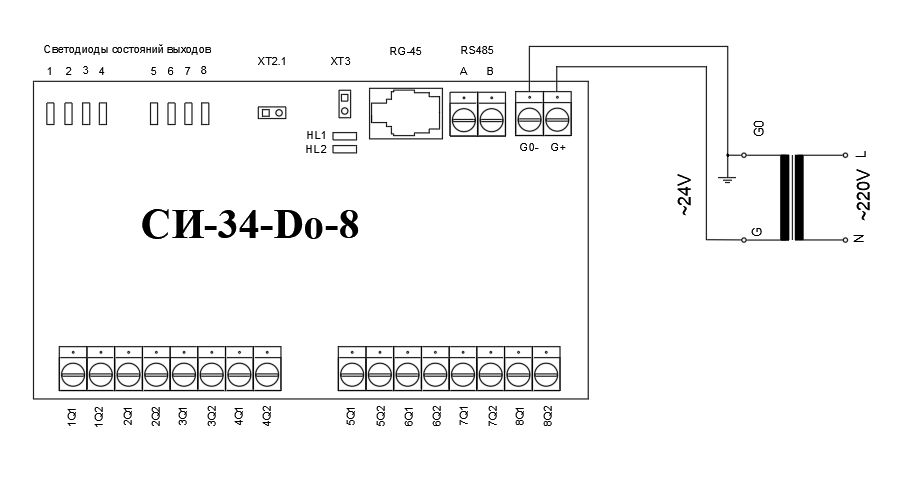 Светодиоды состояний выходов
1 2 3 4 5 6 7 8
XT2.1
XT3
RG-45
RS485
A B
HL1
HL2
G0- G+
СИ-34-Do-8
~24V
G0
G
L
N
~220V
1Q1 1Q2 2Q1 2Q2 3Q1 3Q2 4Q1 4Q2
5Q1 5Q2 6Q1 6Q2 7Q1 7Q2 8Q1 8Q2